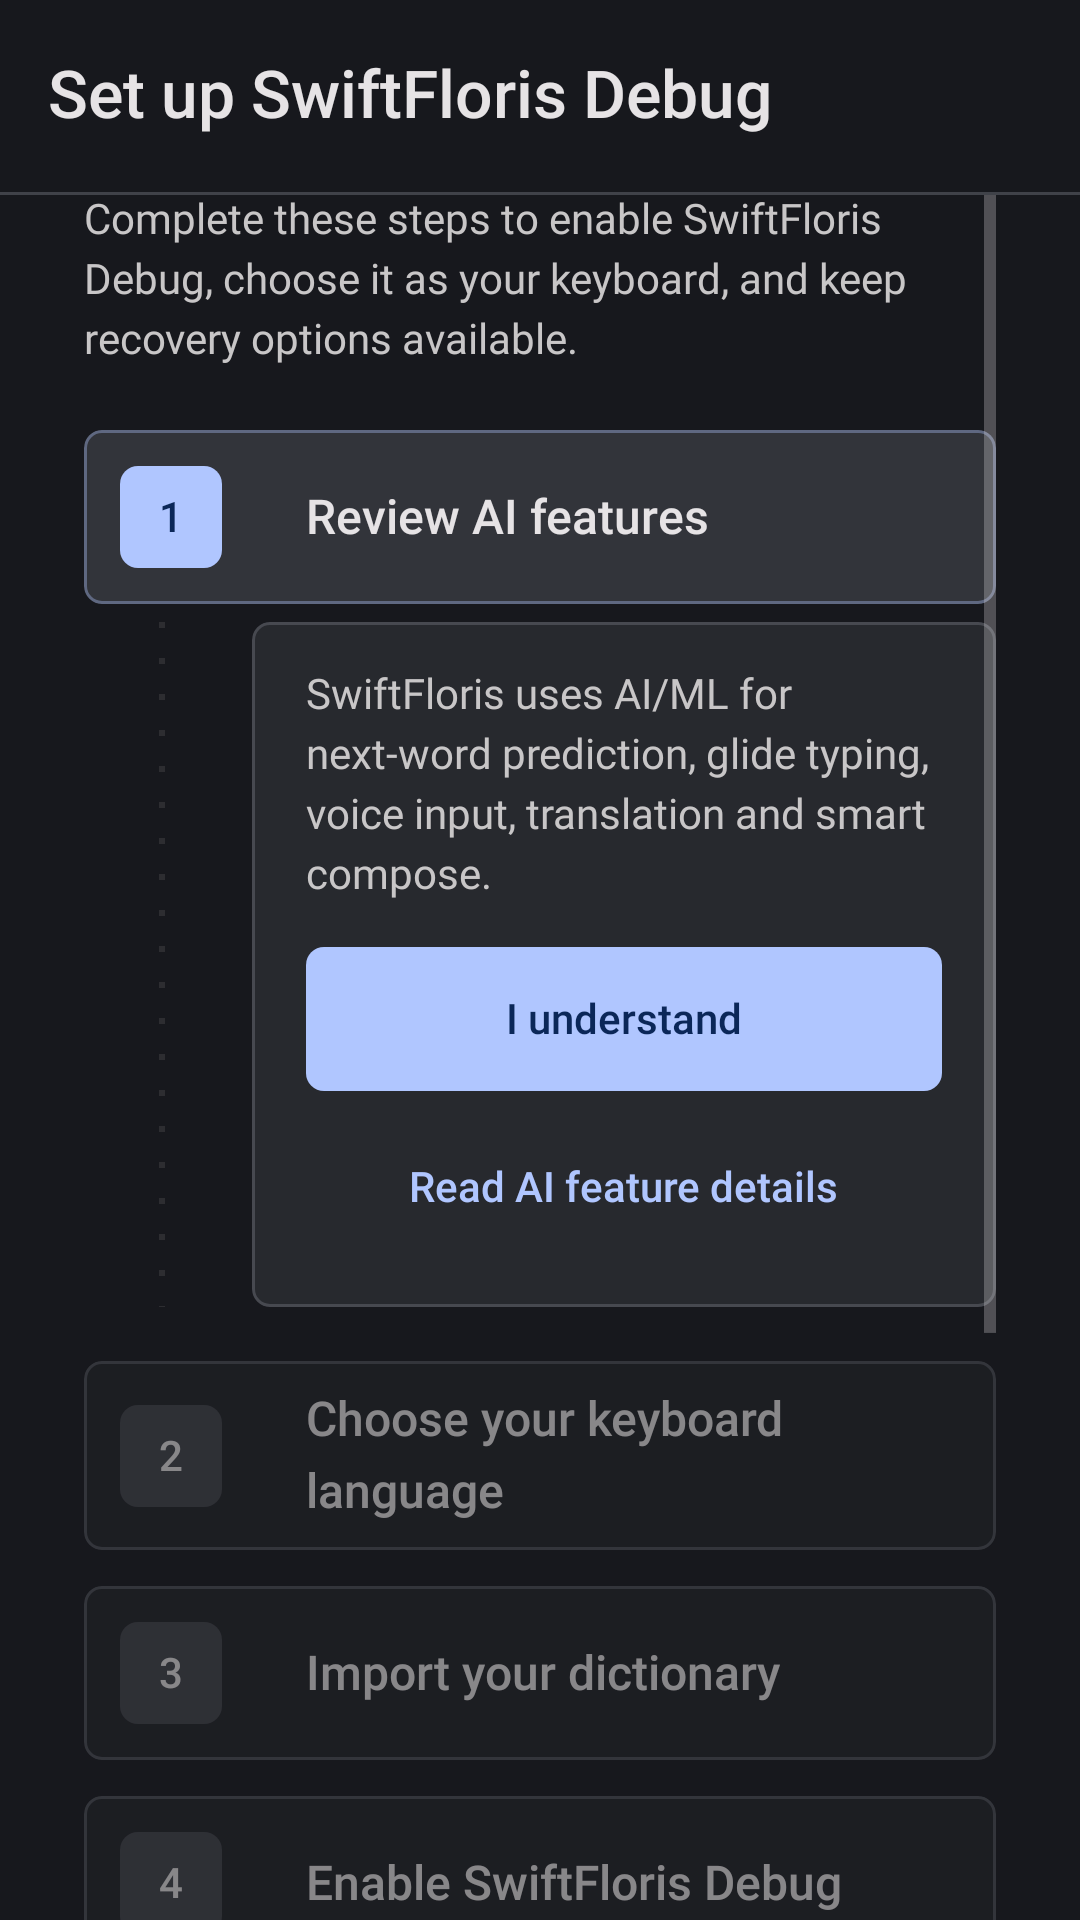 Set up SwiftFloris Debug
Complete these steps to enable SwiftFloris
Debug, choose it as your keyboard, and keep
recovery options available.
1
Review AI features
SwiftFloris uses AI/ML for
next-word prediction, glide typing,
voice input, translation and smart
compose.
I understand
Read AI feature details
2
Choose your keyboard
language
3
Import your dictionary
4
Enable SwiftFloris Debug